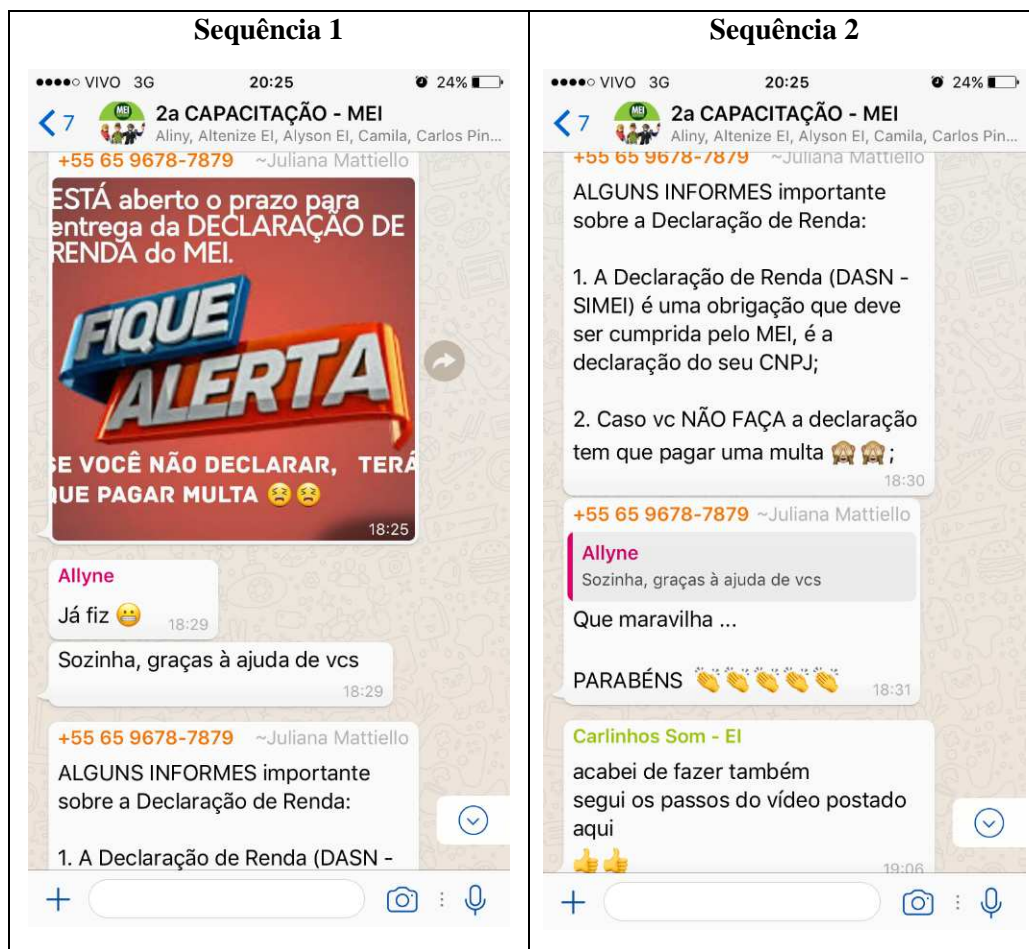 Sequência 1
VIVO 3G 20:25 24%
7 MEI 2a CAPACITAÇÃO - MEI
Aliny, Altenize EI, Alyson EI, Camila, Carlos Pin...
+55 65 9678-7879 ~Juliana Mattiello
ESTÁ aberto o prazo para
entrega da DECLARAÇÃO DE
RENDA do MEI.
FIQUE
ALERTA
SE VOCÊ NÃO DECLARAR, TERÁ
QUE PAGAR MULTA 😣😣
18:25
Allyne
Já fiz 😬 18:29
Sozinha, graças à ajuda de vcs
18:29
+55 65 9678-7879 ~Juliana Mattiello
ALGUNS INFORMES importante
sobre a Declaração de Renda:
1. A Declaração de Renda (DASN -
Sequência 2
VIVO 3G 20:25 24%
7 MEI 2a CAPACITAÇÃO - MEI
Aliny, Altenize EI, Alyson EI, Camila, Carlos Pin...
+55 65 9678-7879 ~Juliana Mattiello
ALGUNS INFORMES importante
sobre a Declaração de Renda:
1. A Declaração de Renda (DASN -
SIMEI) é uma obrigação que deve
ser cumprida pelo MEI, é a
declaração do seu CNPJ;
2. Caso vc NÃO FAÇA a declaração
tem que pagar uma multa 🙈🙈;
18:30
+55 65 9678-7879 ~Juliana Mattiello
Allyne
Sozinha, graças à ajuda de vcs
Que maravilha ...
PARABÉNS 👏👏👏👏👏 18:31
Carlinhos Som - EI
acabei de fazer também
segui os passos do vídeo postado
aqui
👍👍 19:06